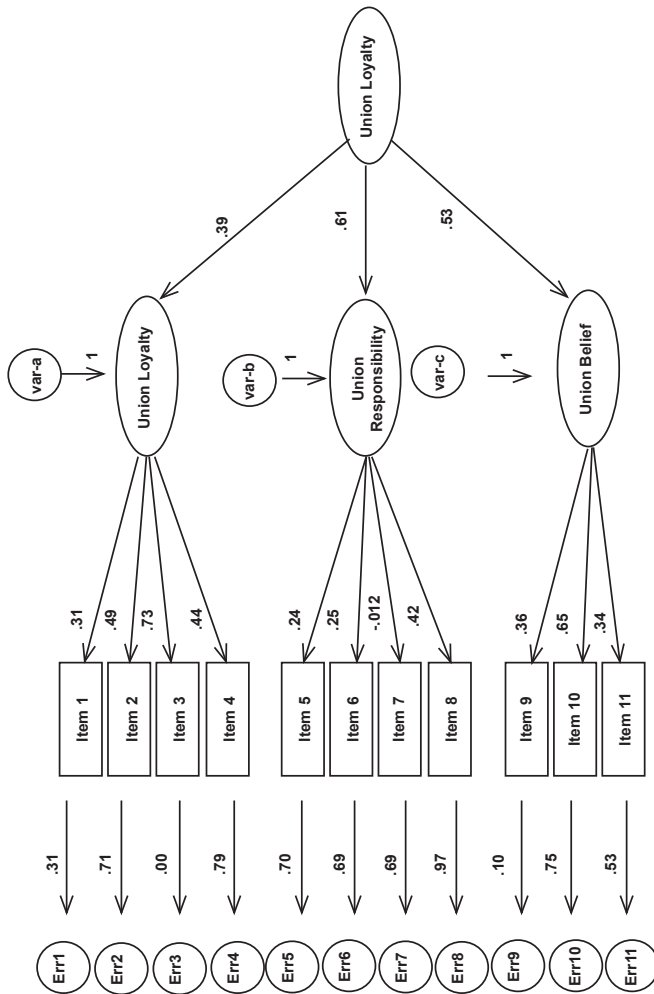 Union Loyalty
.39
.61
.53
var-a
1
Union Loyalty
var-b
1
Union
Responsibility
var-c
1
Union Belief
.31
.49
.73
.44
.24
.25
-.012
.42
.36
.65
.34
Item 1
Item 2
Item 3
Item 4
Item 5
Item 6
Item 7
Item 8
Item 9
Item 10
Item 11
.31
.71
.00
.79
.70
.69
.69
.97
.10
.75
.53
Err1
Err2
Err3
Err4
Err5
Err6
Err7
Err8
Err9
Err10
Err11